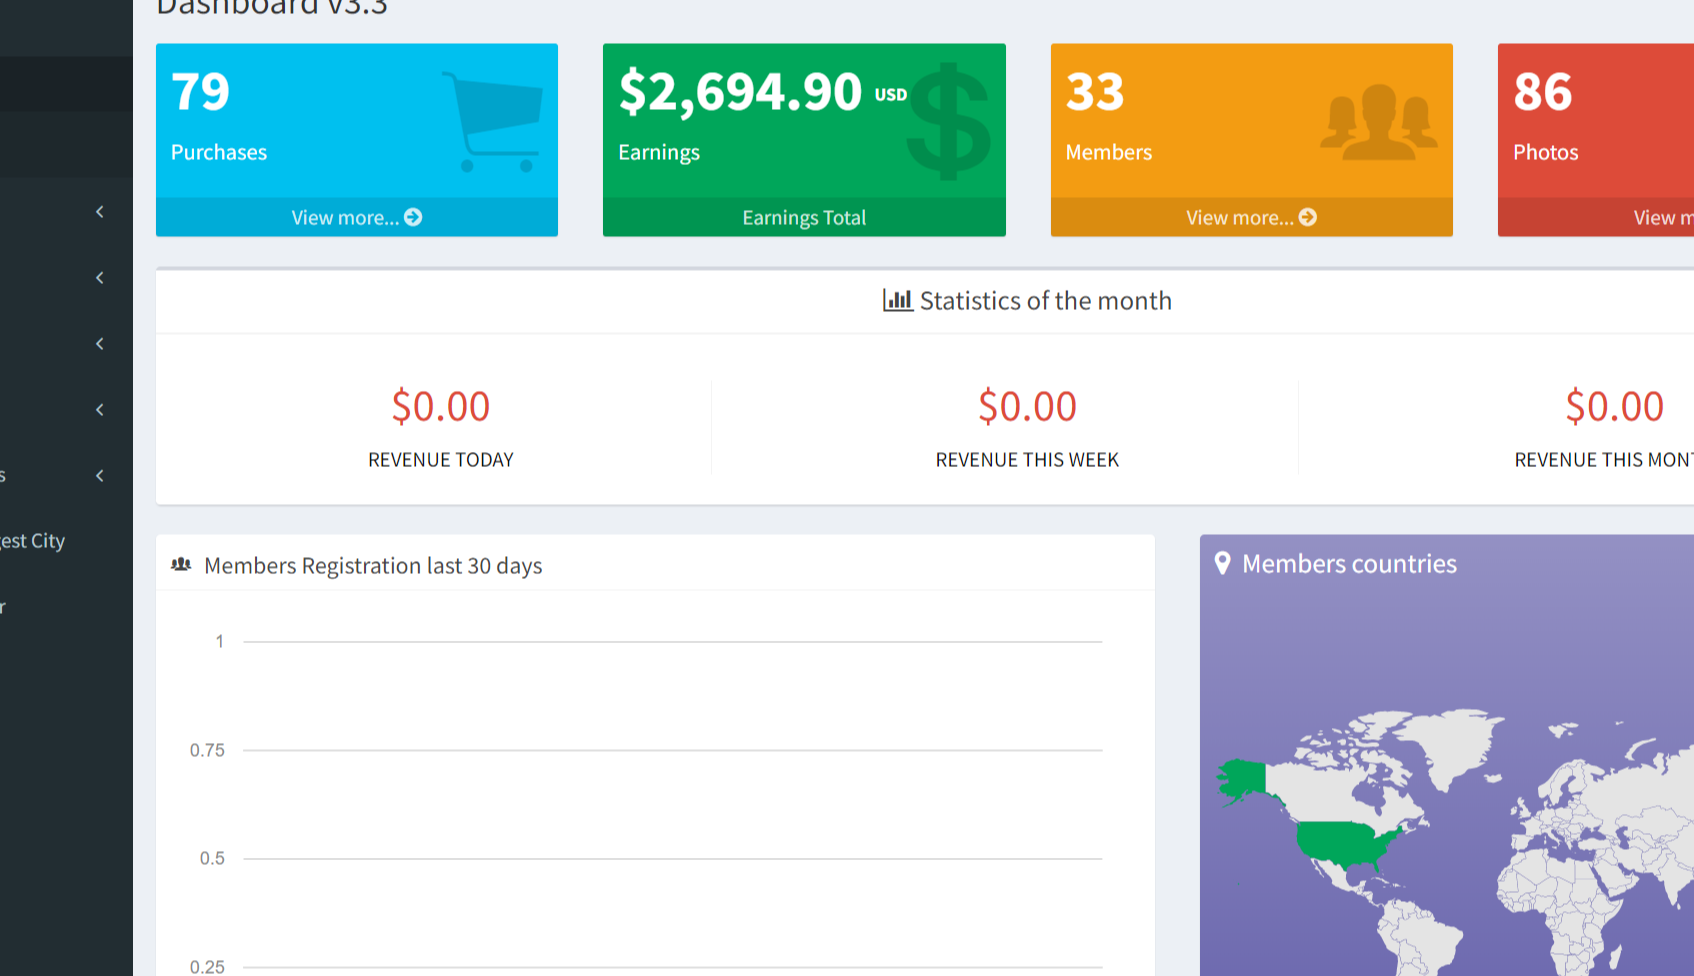 Dashboard v3.3
79
Purchases
View more...
$2,694.90 USD
Earnings
Earnings Total
33
Members
View more...
86
Photos
View m
Statistics of the month
$0.00
REVENUE TODAY
$0.00
REVENUE THIS WEEK
$0.00
REVENUE THIS MONT
s
est City
r
Members Registration last 30 days
1
0.75
0.5
0.25
Members countries